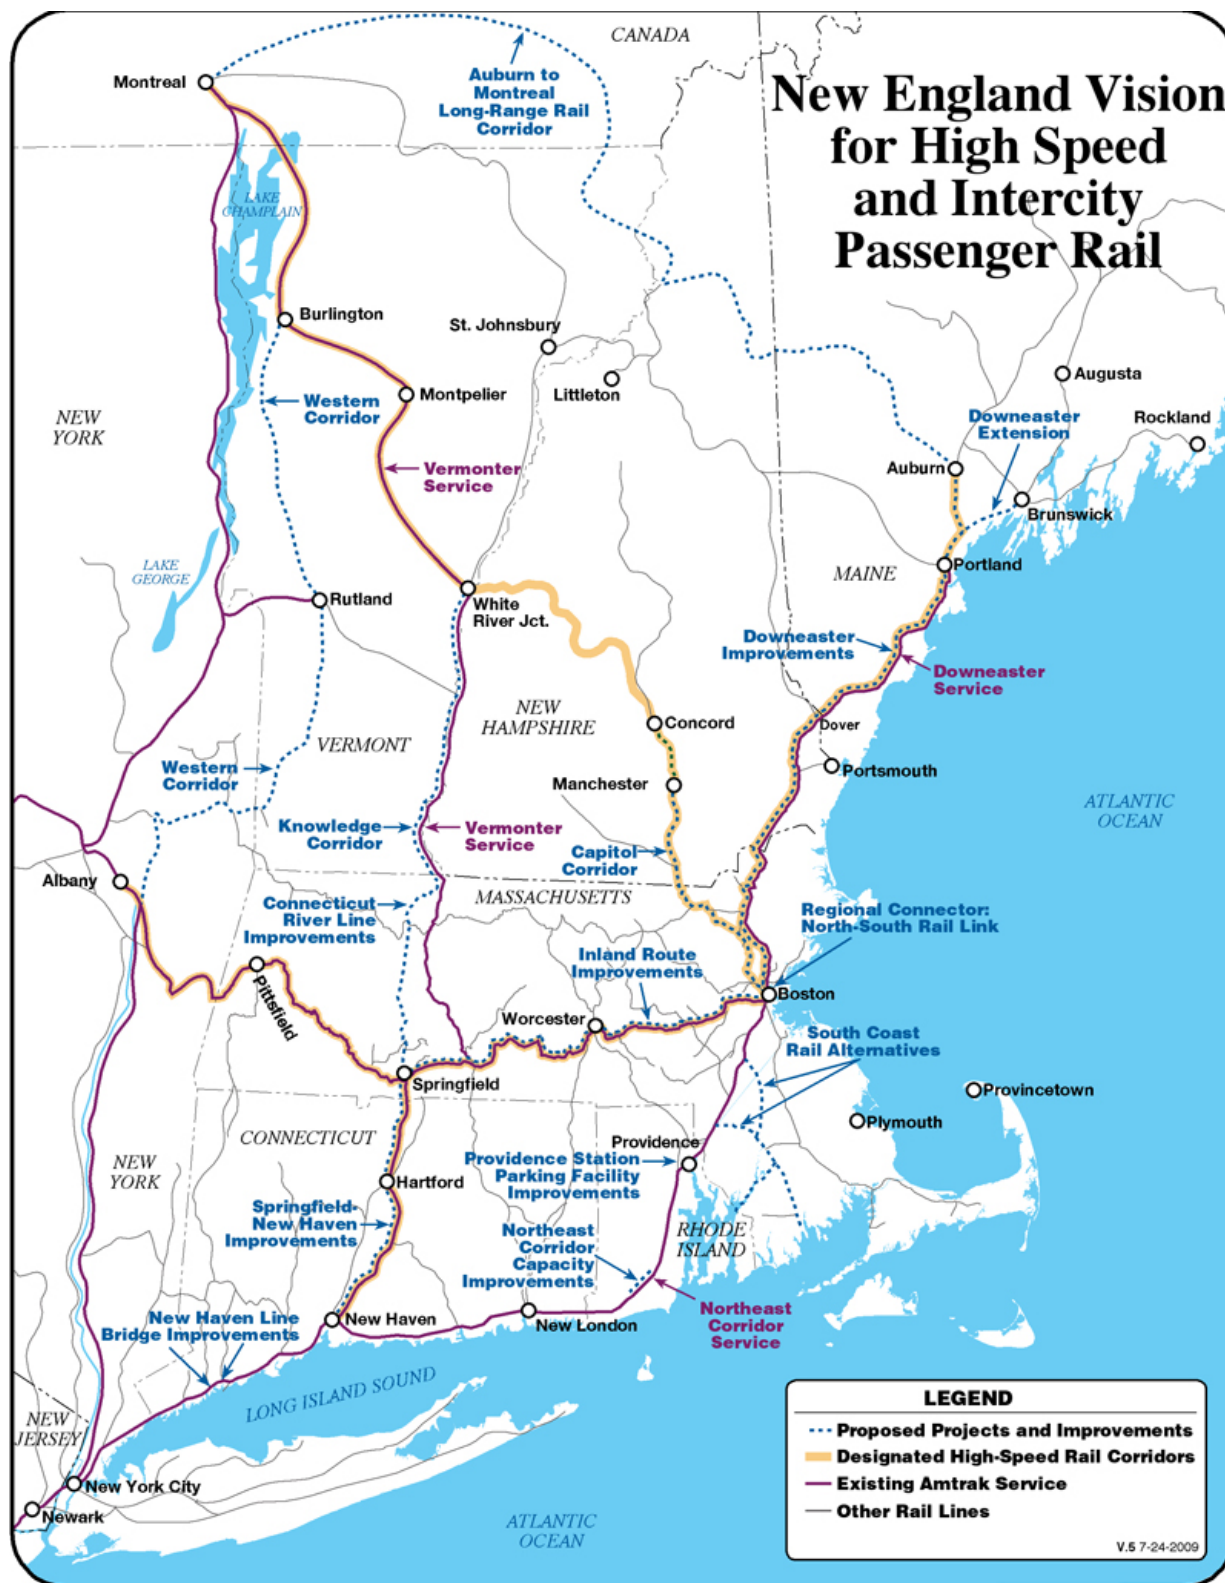 CANADA
New England Vision
for High Speed
and Intercity
Passenger Rail
Montreal
Auburn to
Montreal
Long-Range Rail
Corridor
LAKE
CHAMPLAIN
Burlington
St. Johnsbury
Littleton
Augusta
Rockland
Montpelier
Western
Corridor
NEW
YORK
Downeaster
Extension
Vermonter
Service
Auburn
Brunswick
LAKE
GEORGE
MAINE
Portland
Rutland
White
River Jct.
Downeaster
Improvements
Downeaster
Service
NEW
HAMPSHIRE
Concord
Dover
VERMONT
Western
Corridor
Manchester
Portsmouth
ATLANTIC
OCEAN
Knowledge
Corridor
Vermonter
Service
Capitol
Corridor
Albany
MASSACHUSETTS
Connecticut
River Line
Improvements
Regional Connector:
North-South Rail Link
Inland Route
Improvements
Pittsfield
Boston
Worcester
South Coast
Rail Alternatives
Springfield
Provincetown
Plymouth
CONNECTICUT
Providence
NEW
YORK
Providence Station
Parking Facility
Improvements
Hartford
Springfield-
New Haven
Improvements
Northeast
Corridor
Capacity
Improvements
RHODE
ISLAND
New Haven Line
Bridge Improvements
New Haven
New London
Northeast
Corridor
Service
LONG ISLAND SOUND
NEW
JERSEY
New York City
Newark
ATLANTIC
OCEAN
LEGEND
Proposed Projects and Improvements
Designated High-Speed Rail Corridors
Existing Amtrak Service
Other Rail Lines
V.5 7-24-2009